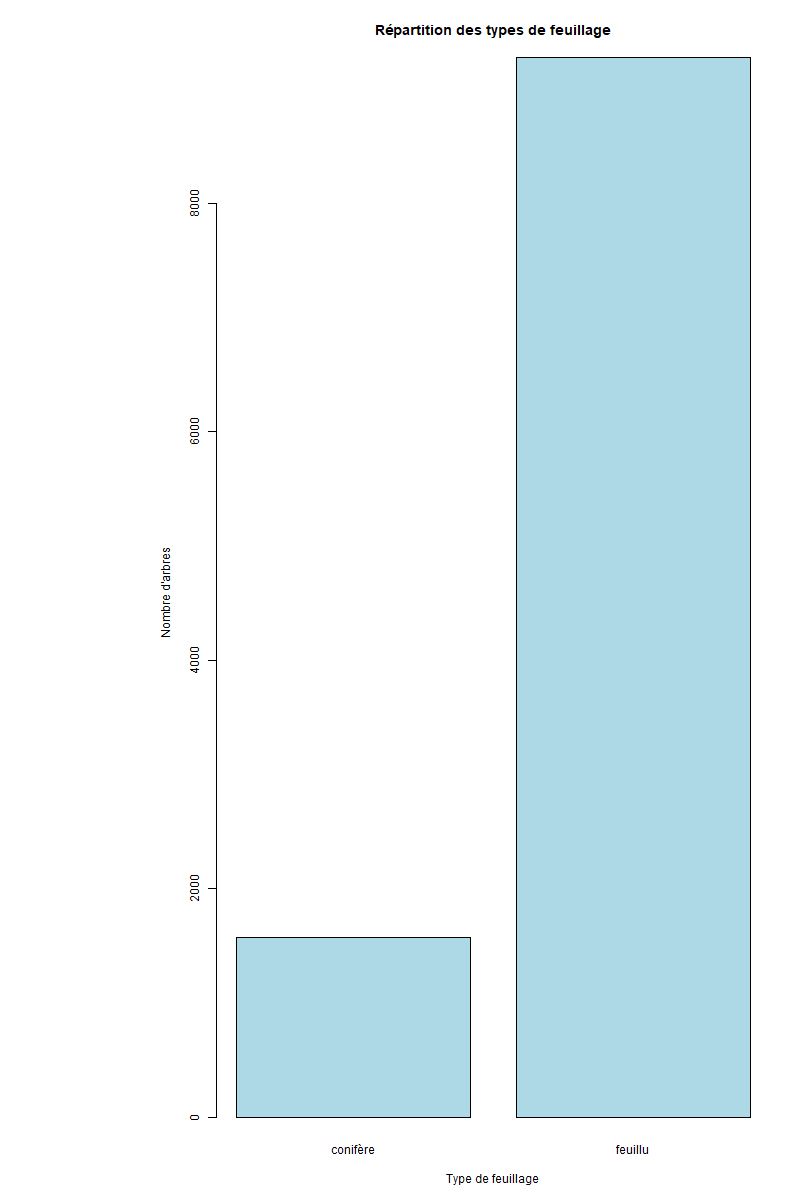 Répartition des types de feuillage
8000
6000
Nombre d'arbres
4000
2000
0
conifère
feuillu
Type de feuillage